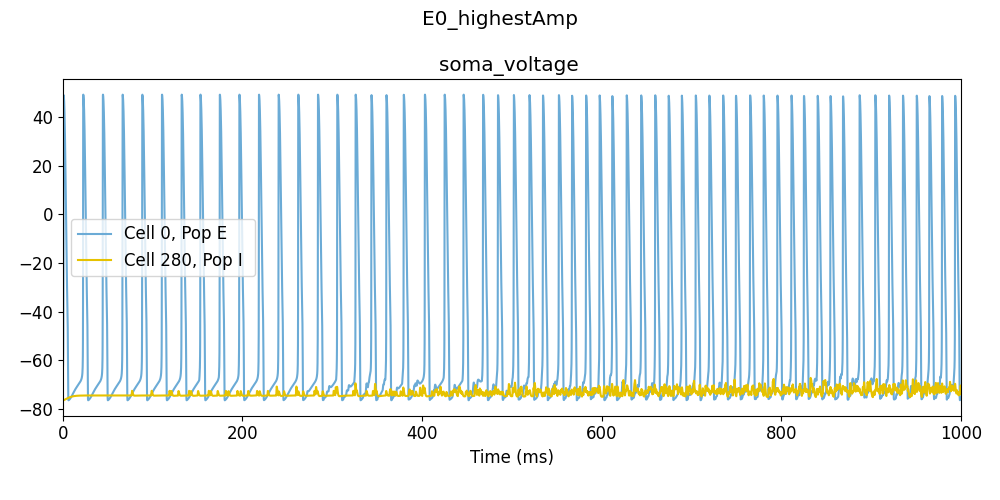 E0_highestAmp
soma_voltage
40
20
0
−20
−40
−60
−80
Cell 0, Pop E
Cell 280, Pop I
0 200 400 600 800 1000
Time (ms)